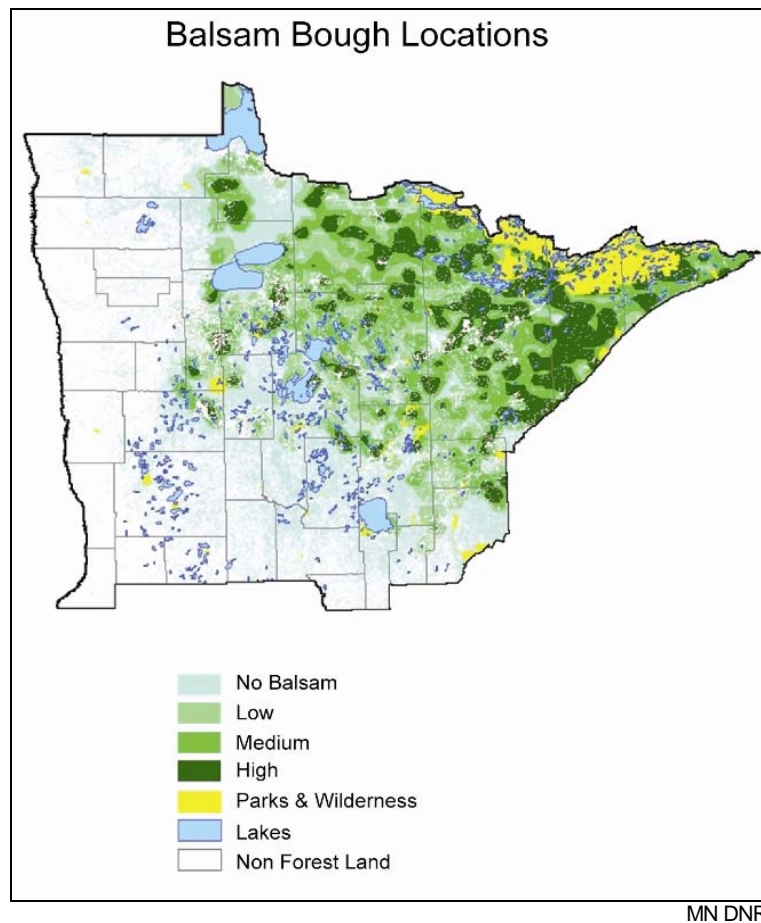 Balsam Bough Locations
No Balsam
Low
Medium
High
Parks & Wilderness
Lakes
Non Forest Land
MN DNR